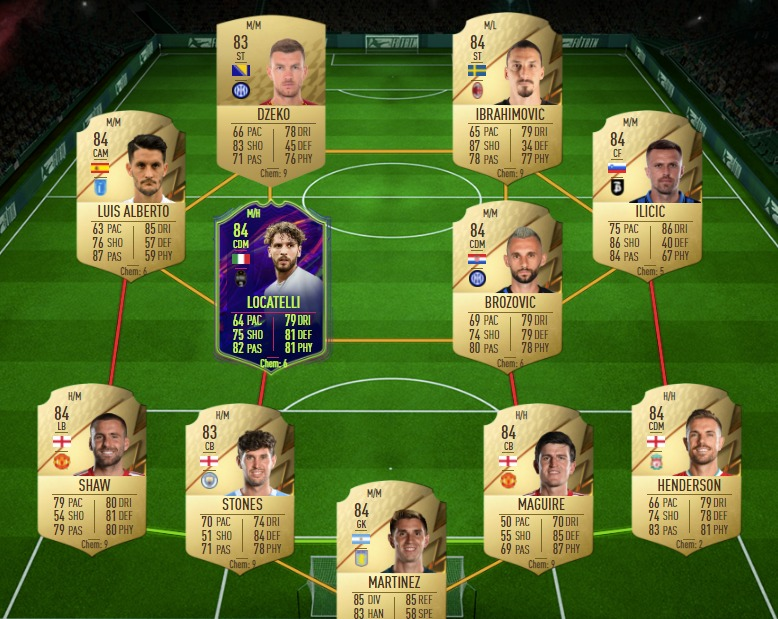 M/M
83
ST
DZEKO
66 PAC 78 DRI
83 SHO 45 DEF
71 PAS 76 PHY
Chem: 9
M/L
84
ST
IBRAHIMOVIC
65 PAC 79 DRI
87 SHO 34 DEF
78 PAS 77 PHY
Chem: 9
M/M
84
CAM
LUIS ALBERTO
63 PAC 85 DRI
76 SHO 57 DEF
87 PAS 59 PHY
Chem: 6
M/M
84
CF
ILICIC
75 PAC 86 DRI
86 SHO 40 DEF
84 PAS 67 PHY
Chem: 5
M/H
84
CDM
LOCATELLI
64 PAC 79 DRI
75 SHO 81 DEF
82 PAS 81 PHY
Chem: 6
M/M
84
CDM
BROZOVIC
69 PAC 79 DRI
74 SHO 79 DEF
80 PAS 78 PHY
Chem: 6
H/M
84
LB
SHAW
79 PAC 80 DRI
54 SHO 81 DEF
79 PAS 80 PHY
Chem: 9
H/M
83
CB
STONES
70 PAC 74 DRI
51 SHO 84 DEF
71 PAS 78 PHY
Chem: 9
H/H
84
CB
MAGUIRE
50 PAC 70 DRI
55 SHO 85 DEF
69 PAS 87 PHY
Chem: 9
H/H
84
CDM
HENDERSON
66 PAC 79 DRI
74 SHO 78 DEF
83 PAS 81 PHY
Chem: 2
M/M
84
GK
MARTINEZ
85 DIV 85 REF
83 HAN 58 SPE